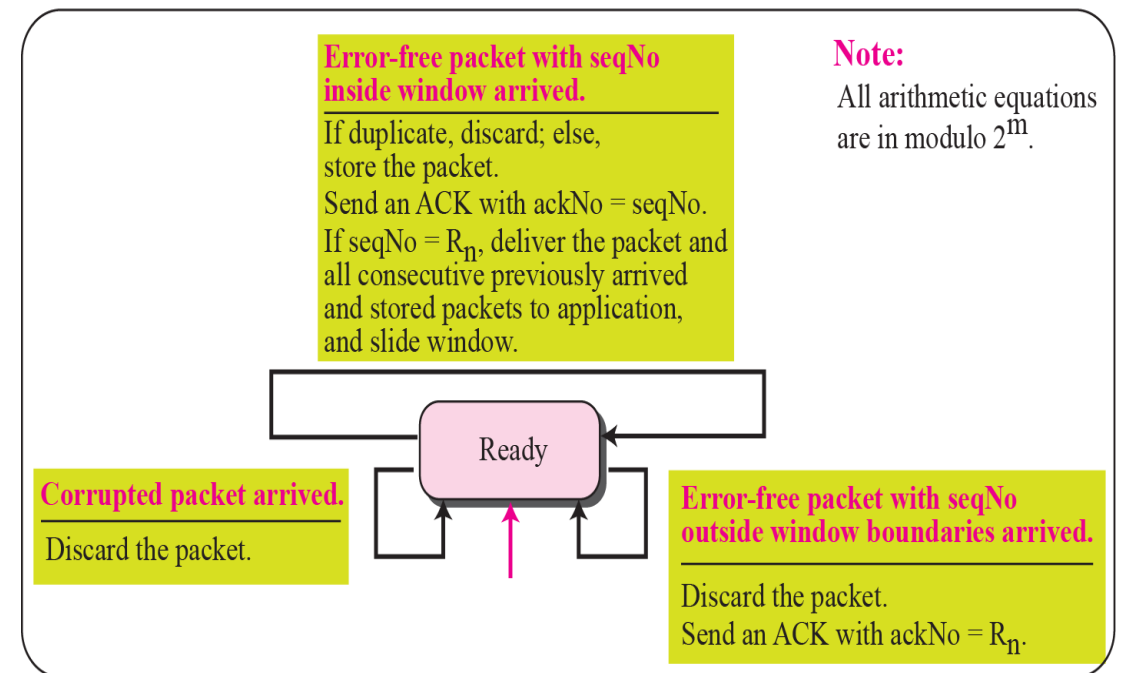 Error-free packet with seqNo
inside window arrived.
If duplicate, discard; else,
store the packet.
Send an ACK with ackNo = seqNo.
If seqNo = Rn, deliver the packet and
all consecutive previously arrived
and stored packets to application,
and slide window.
Note:
All arithmetic equations
are in modulo 2^m.
Ready
Corrupted packet arrived.
Discard the packet.
Error-free packet with seqNo
outside window boundaries arrived.
Discard the packet.
Send an ACK with ackNo = Rn.